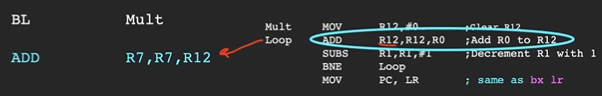 BL Mult
ADD R7,R7,R12
Mult MOV R12,#0 ;Clear R12
Loop ADD R12,R12,R0 ;Add R0 to R12
SUBS R1,R1,#1 ;Decrement R1 with 1
BNE Loop
MOV PC, LR ; same as bx lr